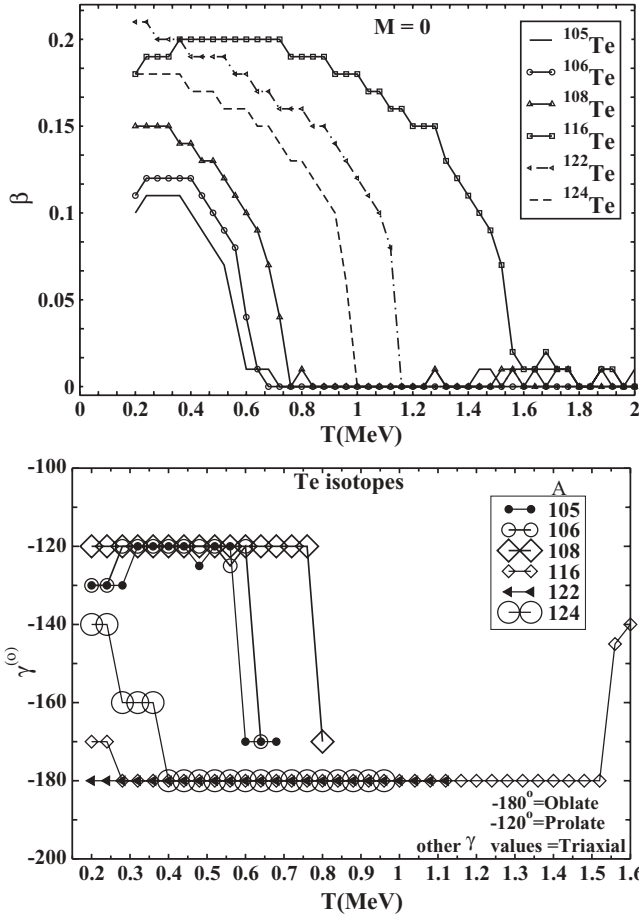 M = 0
105Te
106Te
108Te
116Te
122Te
124Te
0.2
0.15
0.1
0.05
0
β
0 0.2 0.4 0.6 0.8 1 1.2 1.4 1.6 1.8 2
T(MeV)
Te isotopes
A
105
106
108
116
122
124
-100
-120
-140
-160
-180
-200
γ(o)
-180o=Oblate
-120o=Prolate
other γ values =Triaxial
0.2 0.3 0.4 0.5 0.6 0.7 0.8 0.9 1.0 1.1 1.2 1.3 1.4 1.5 1.6
T(MeV)